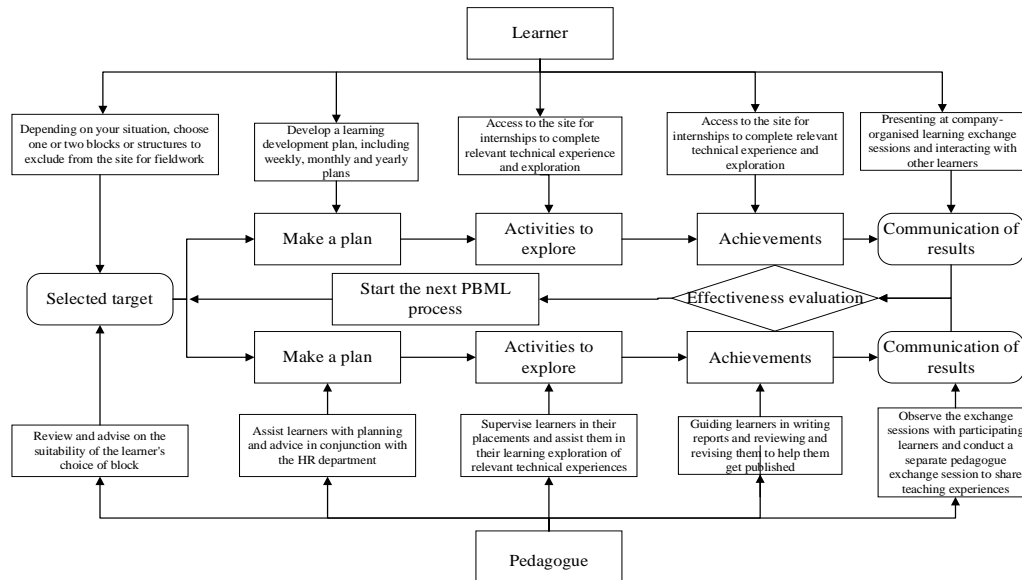 Learner
Depending on your situation, choose
one or two blocks or structures to
exclude from the site for fieldwork
Develop a learning
development plan, including
weekly, monthly and yearly
plans
Access to the site for
internships to complete
relevant technical experience
and exploration
Access to the site for
internships to complete
relevant technical experience
and exploration
Presenting at company-
organised learning exchange
sessions and interacting with
other learners
Make a plan
Activities to
explore
Achievements
Communication of
results
Selected target
Start the next PBML
process
Effectiveness evaluation
Make a plan
Activities to
explore
Achievements
Communication of
results
Review and advise on the
suitability of the learner's
choice of block
Assist learners with planning
and advice in conjunction with
the HR department
Supervise learners in their
placements and assist them in
their learning exploration of
relevant technical experiences
Guiding learners in writing
reports and reviewing and
revising them to help them
get published
Observe the exchange
sessions with participating
learners and conduct a
separate pedagogue
exchange session to share
teaching experiences
Pedagogue